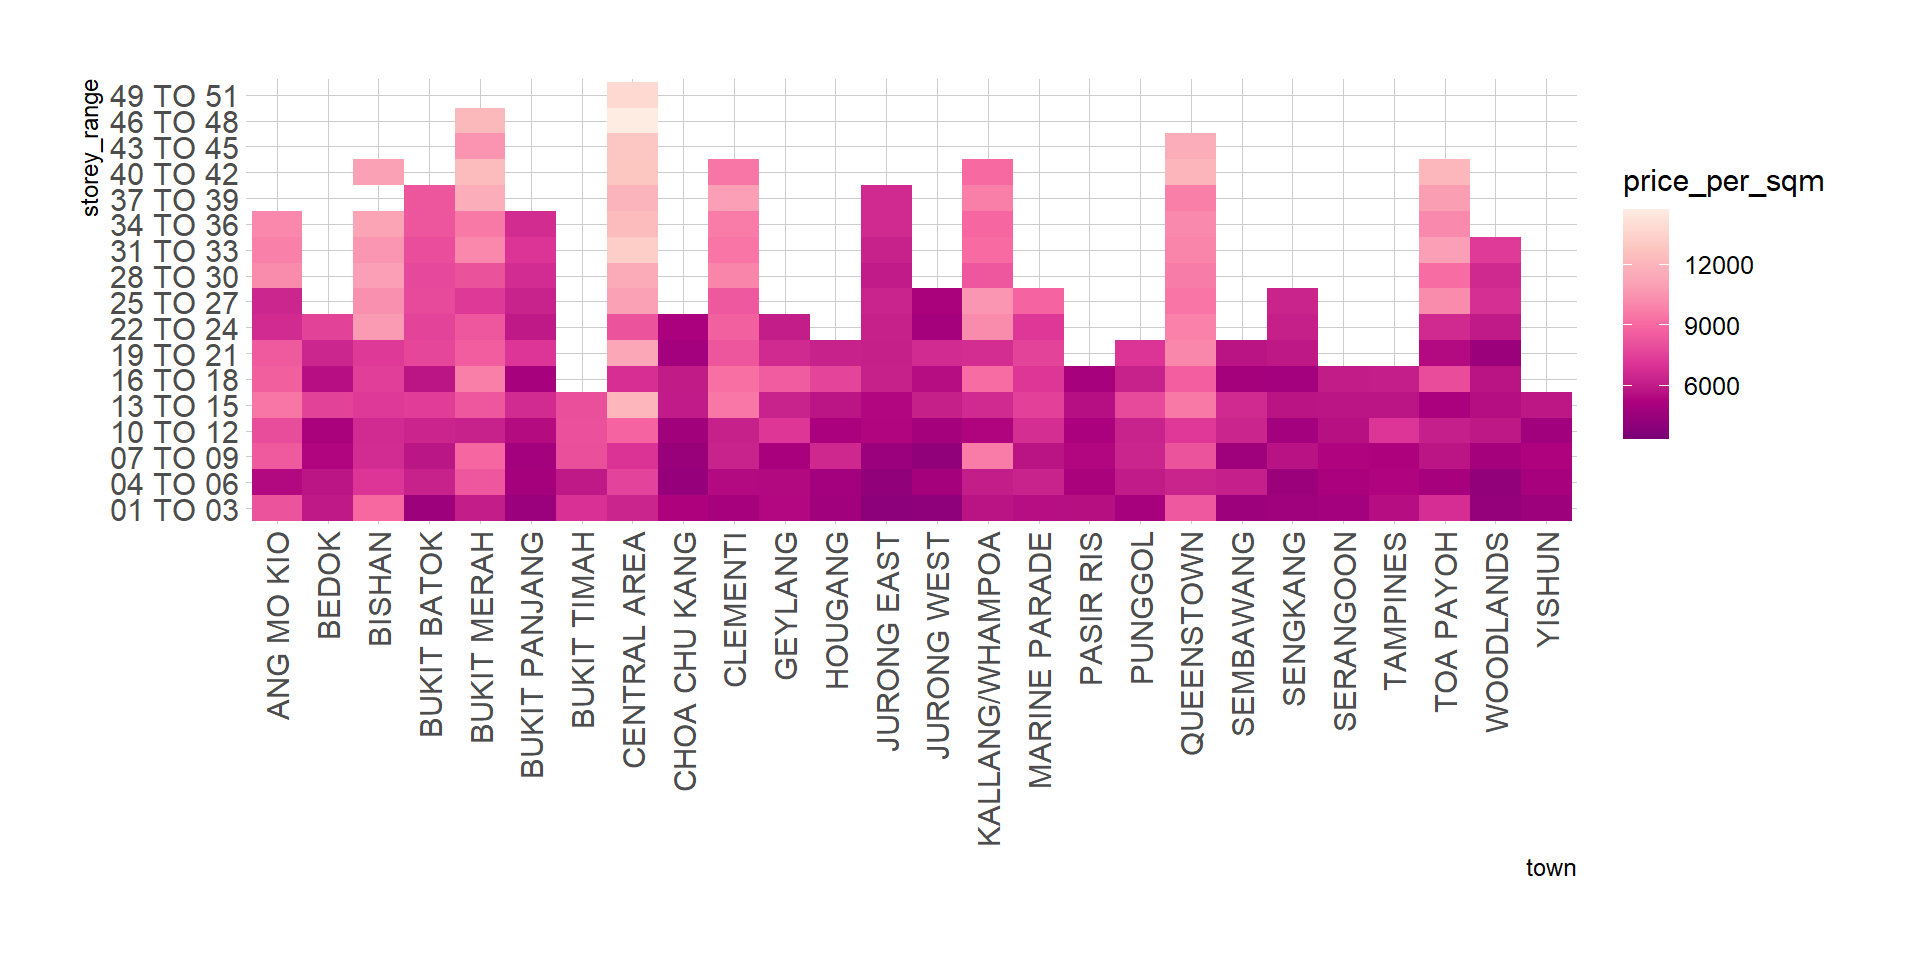 storey_range
49 TO 51
46 TO 48
43 TO 45
40 TO 42
37 TO 39
34 TO 36
31 TO 33
28 TO 30
25 TO 27
22 TO 24
19 TO 21
16 TO 18
13 TO 15
10 TO 12
07 TO 09
04 TO 06
01 TO 03
ANG MO KIO
BEDOK
BISHAN
BUKIT BATOK
BUKIT MERAH
BUKIT PANJANG
BUKIT TIMAH
CENTRAL AREA
CHOA CHU KANG
CLEMENTI
GEYLANG
HOUGANG
JURONG EAST
JURONG WEST
KALLANG/WHAMPOA
MARINE PARADE
PASIR RIS
PUNGGOL
QUEENSTOWN
SEMBAWANG
SENGKANG
SERANGOON
TAMPINES
TOA PAYOH
WOODLANDS
YISHUN
town
price_per_sqm
12000
9000
6000